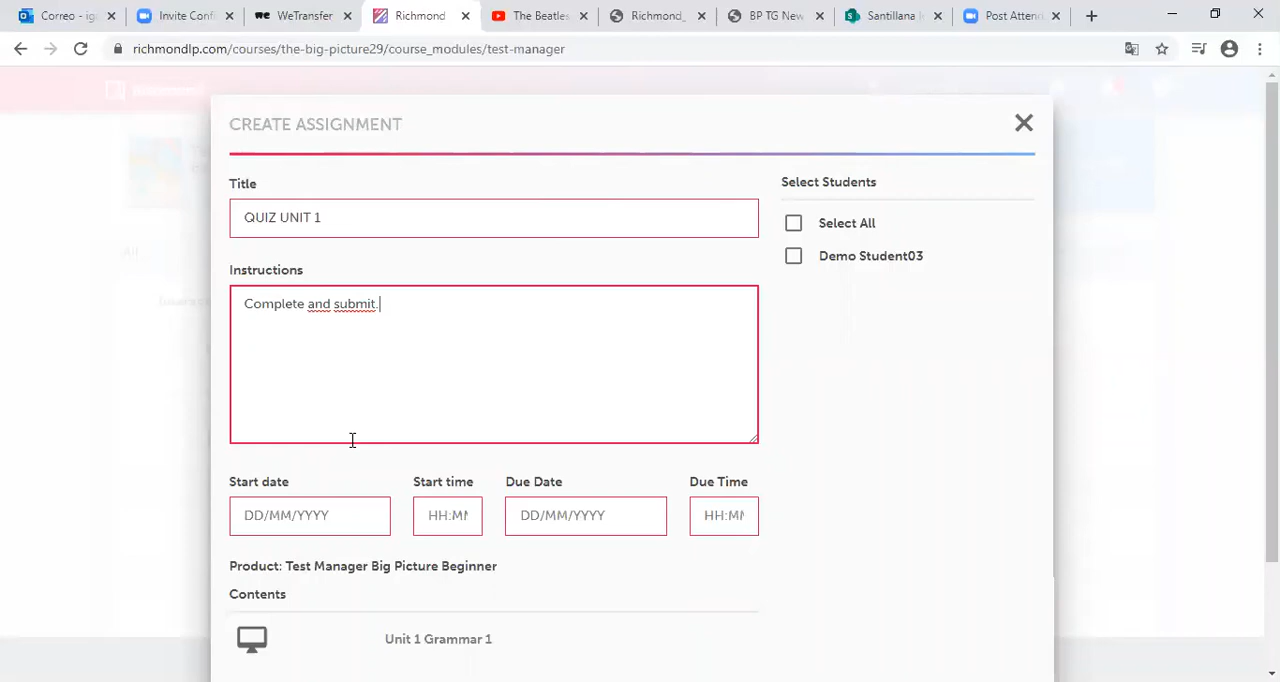 Correo - ig
Invite Confi
WeTransfer
Richmond
The Beatles
Richmond_
BP TG New
Santillana
Post Attend.
richmondlp.com/courses/the-big-picture29/course_modules/test-manager
CREATE ASSIGNMENT
Title
QUIZ UNIT 1
Instructions
Complete and submit.
Select Students
Select All
Demo Student03
Start date
Start time
Due Date
Due Time
DD/MM/YYYY
HH:MM
DD/MM/YYYY
HH:MM
Product: Test Manager Big Picture Beginner
Contents
Unit 1 Grammar 1